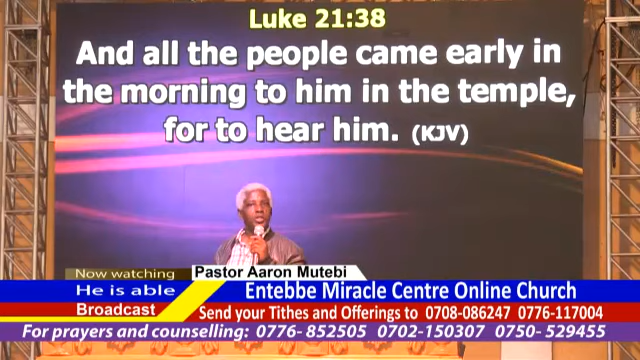 Luke 21:38
And all the people came early in
the morning to him in the temple,
for to hear him. (KJV)
Now watching
Pastor Aaron Mutebi
He is able
Entebbe Miracle Centre Online Church
Broadcast
Send your Tithes and Offerings to 0708-086247 0776-117004
For prayers and counselling: 0776- 852505 0702-150307 0750- 529455